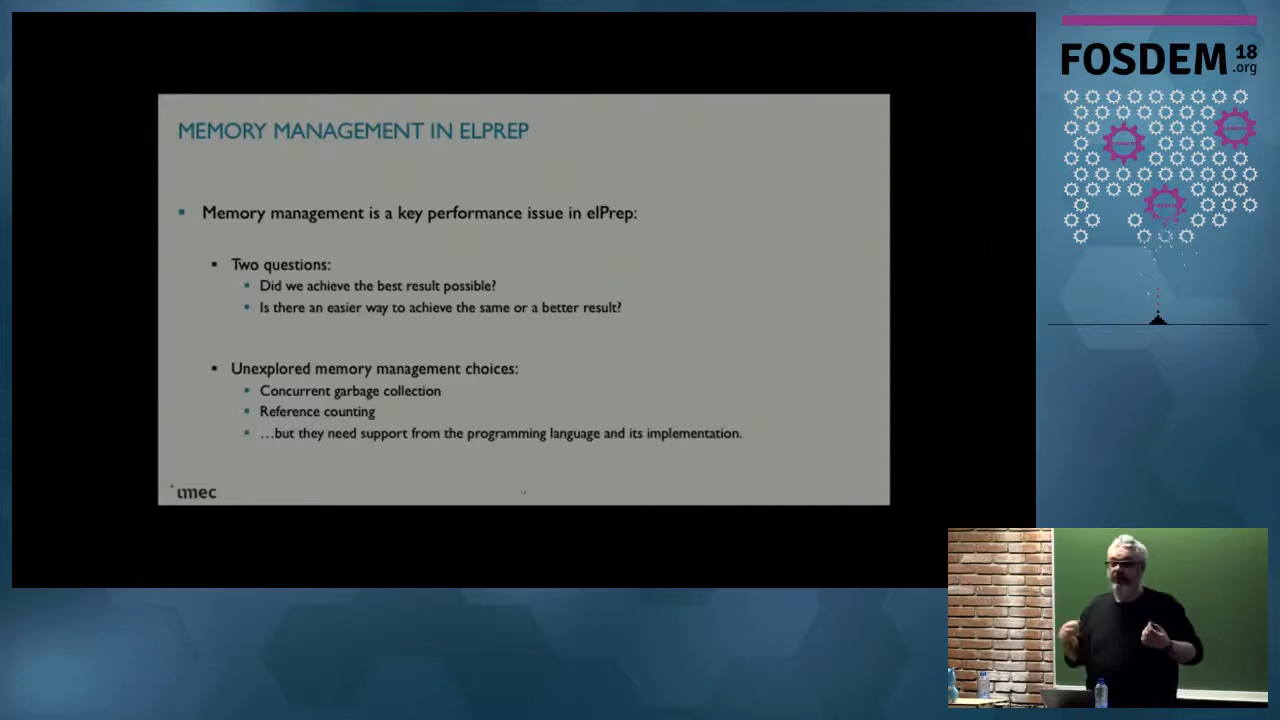 MEMORY MANAGEMENT IN ELPREP
Memory management is a key performance issue in elPrep:
Two questions:
Did we achieve the best result possible?
Is there an easier way to achieve the same or a better result?
Unexplored memory management choices:
Concurrent garbage collection
Reference counting
…but they need support from the programming language and its implementation.
imec
FOSDEM 18
.org